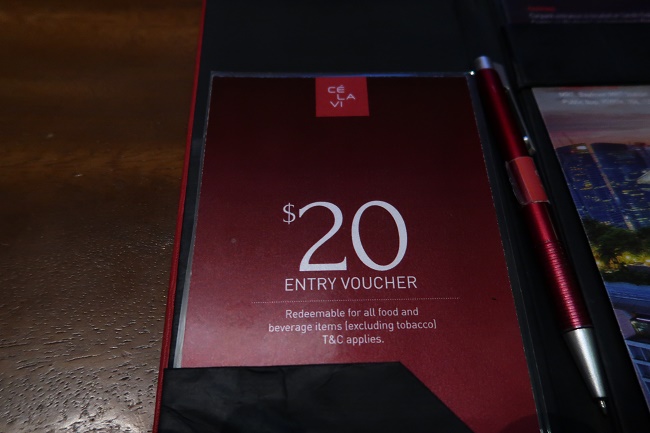 CÉ
LA
VI
$20
ENTRY VOUCHER
Redeemable for all food and
beverage items (excluding tobacco)
T&C applies.